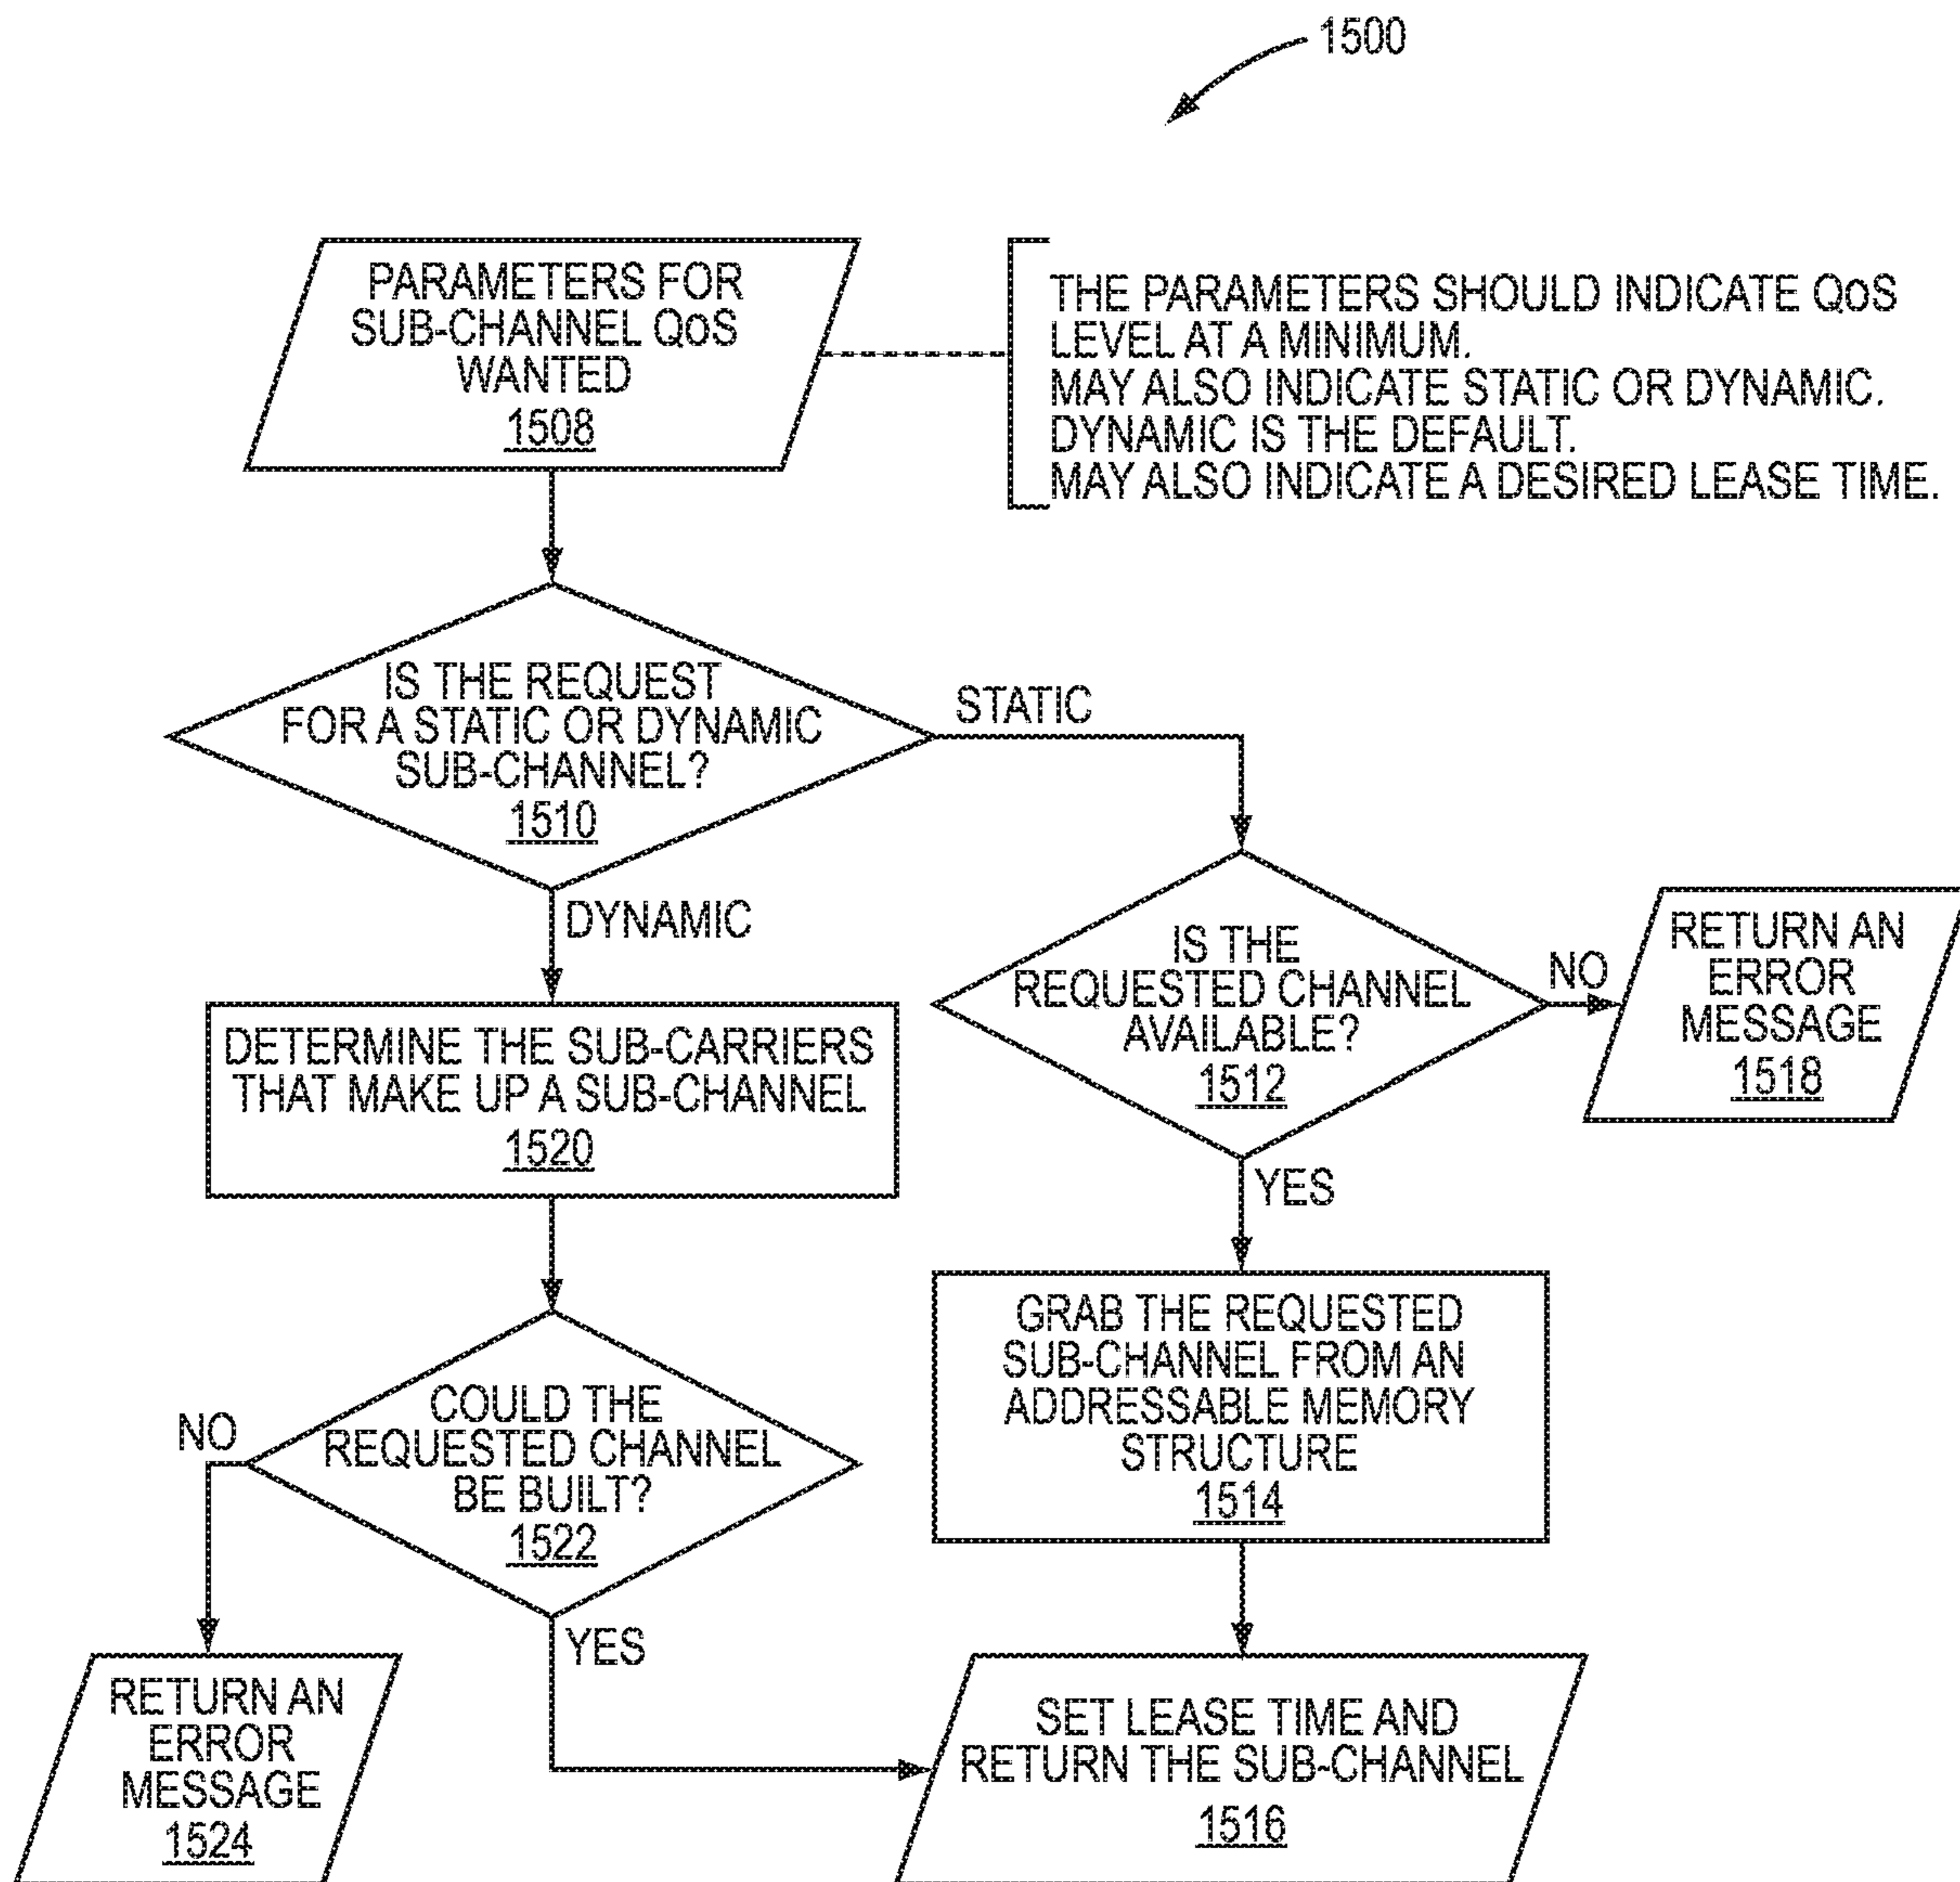 1500
PARAMETERS FOR
SUB-CHANNEL QoS
WANTED
1508
THE PARAMETERS SHOULD INDICATE QoS
LEVEL AT A MINIMUM.
MAY ALSO INDICATE STATIC OR DYNAMIC.
DYNAMIC IS THE DEFAULT.
MAY ALSO INDICATE A DESIRED LEASE TIME.
IS THE REQUEST
FOR A STATIC OR DYNAMIC
SUB-CHANNEL?
1510
STATIC
DYNAMIC
IS THE
REQUESTED CHANNEL
AVAILABLE?
1512
NO
RETURN AN
ERROR
MESSAGE
1518
DETERMINE THE SUB-CARRIERS
THAT MAKE UP A SUB-CHANNEL
1520
YES
GRAB THE REQUESTED
SUB-CHANNEL FROM AN
ADDRESSABLE MEMORY
STRUCTURE
1514
COULD THE
REQUESTED CHANNEL
BE BUILT?
1522
NO
YES
RETURN AN
ERROR
MESSAGE
1524
SET LEASE TIME AND
RETURN THE SUB-CHANNEL
1516